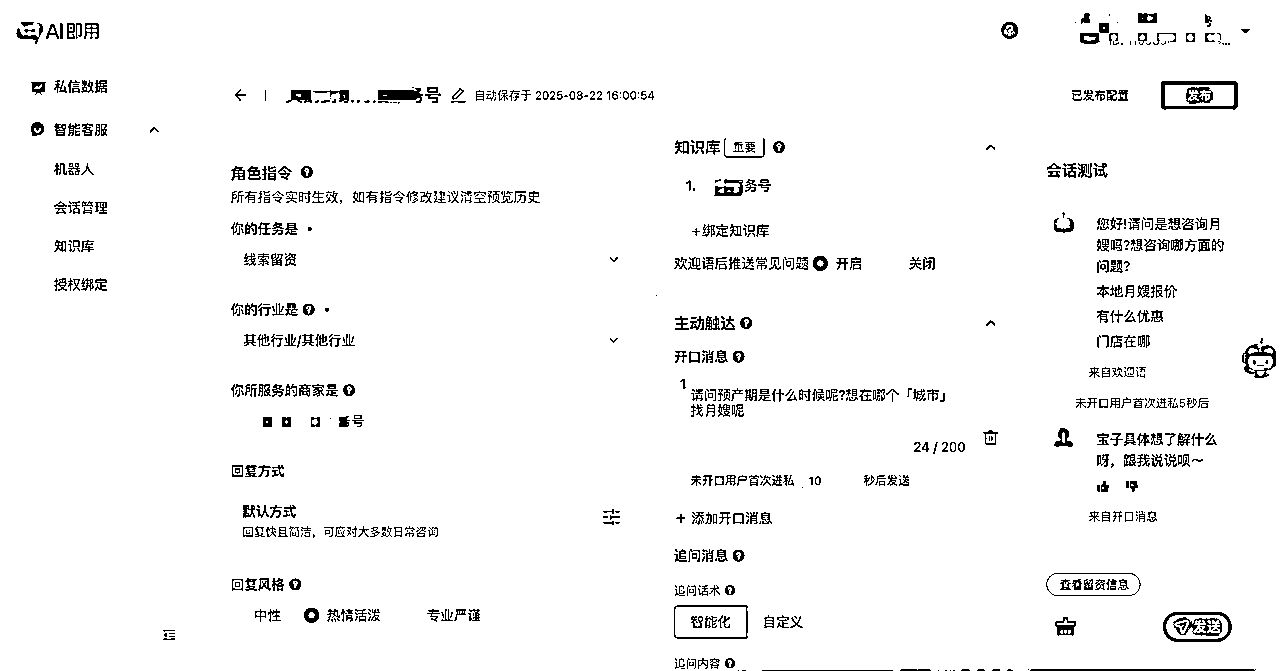 AI即用
私信数据
智能客服
机器人
会话管理
知识库
授权绑定
号 自动保存于 2025-08-22 16:00:54
已发布配置 发布
角色指令
所有指令实时生效，如有指令修改建议清空预览历史
你的任务是
线索留资
你的行业是
其他行业/其他行业
你所服务的商家是
号
回复方式
默认方式
回复快且简洁，可应对大多数日常咨询
回复风格
中性 热情活泼 专业严谨
知识库 重要
1. 务号
+绑定知识库
欢迎语后推送常见问题 开启 关闭
主动触达
开口消息
1
请问预产期是什么时候呢?想在哪个「城市」
找月嫂呢
24 / 200
未开口用户首次进私 10 秒后发送
+ 添加开口消息
追问消息
追问话术
智能化 自定义
追问内容
会话测试
您好!请问是想咨询月
嫂吗?想咨询哪方面的
问题?
本地月嫂报价
有什么优惠
门店在哪
来自欢迎语
未开口用户首次进私5秒后
宝子具体想了解什么
呀，跟我说说呗～
来自开口消息
查看留资信息
发送